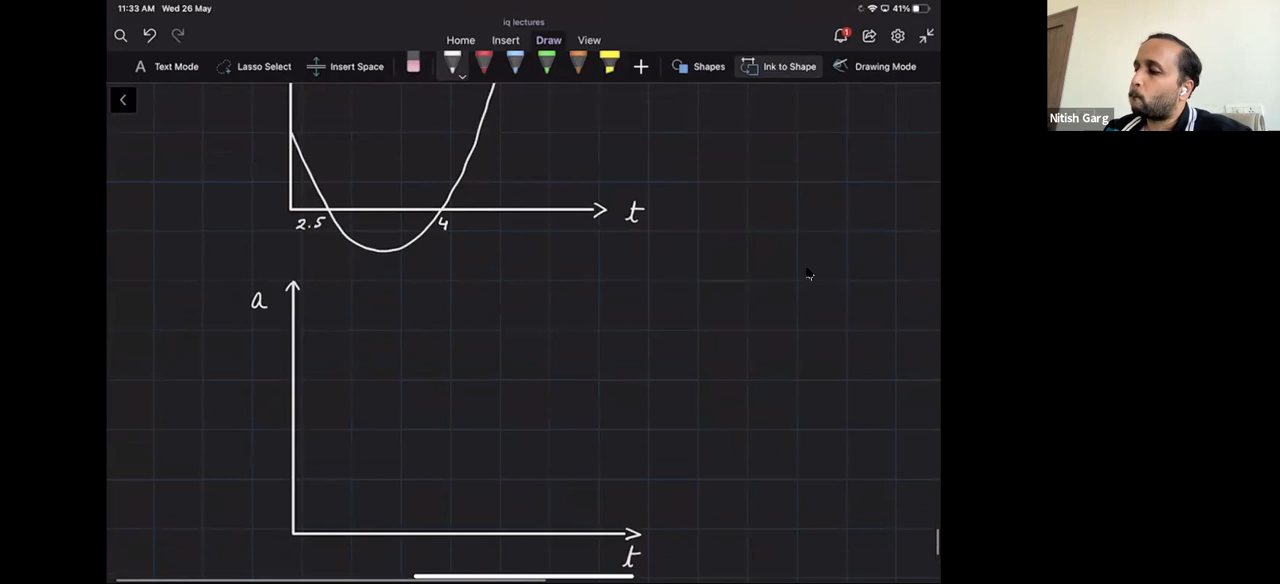 11:33 AM Wed 26 May
41%
iq lectures
Home Insert Draw View
1
Text Mode Lasso Select Insert Space Shapes Ink to Shape Drawing Mode
Nitish Garg
2.5 4 t
a
t